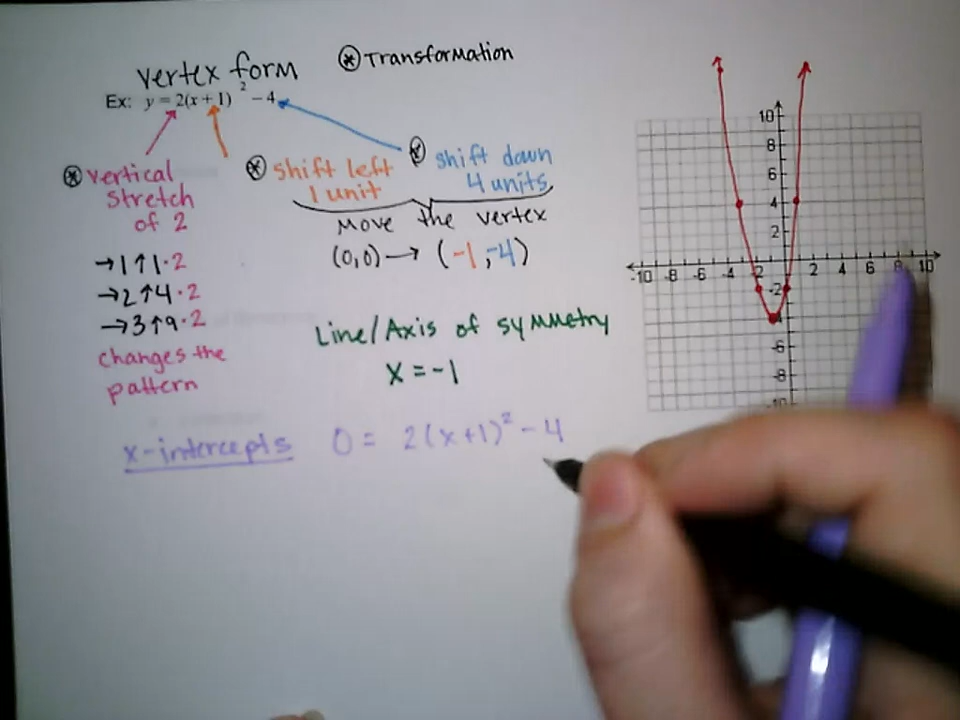 vertex form
⊛ Transformation
Ex: y = 2(x + 1)² − 4
⊛ vertical
stretch
of 2
→1↑1·2
→2↑4·2
→3↑9·2
changes the
pattern
⊛ shift left
1 unit
⊛ shift down
4 units
Move the vertex
(0,0) → (-1,-4)
Line/Axis of symmetry
x = -1
x-intercepts 0 = 2(x+1)² - 4
10
8
6
4
2
-10 -8 -6 -4 -2 2 4 6 8 10
-2
-6
-8
-10